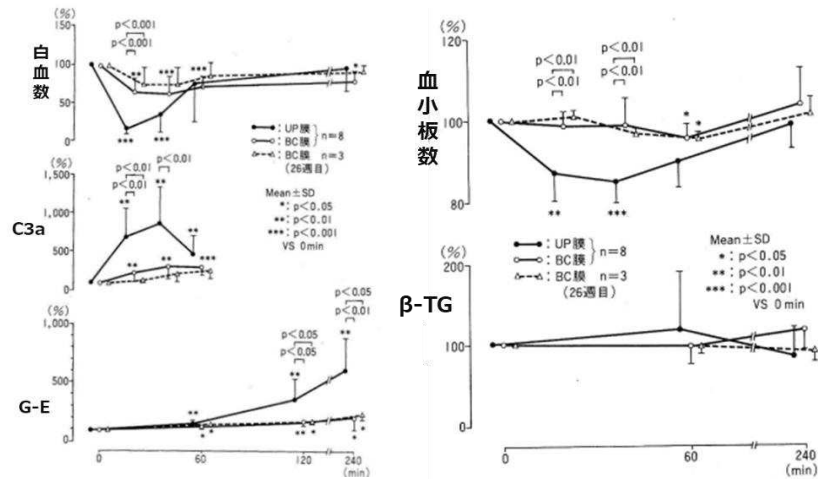 (%)
p<0.001
p<0.001
150
** *** *** *
白血数
100
50
*** ***
0
●:UP膜
○:BC膜 n=8
△:BC膜 n=3
(26週目)
(%)
p<0.01
p<0.01
p<0.01
1,500
** ** **
C3a
1,000
500
** ** ***
0
Mean±SD
*:p<0.05
**:p<0.01
***:p<0.001
VS 0min
(%)
p<0.05
p<0.01
p<0.05
p<0.05
1,000
** ** **
G-E
500
* * ** * * *
0
0 60 120 240
(min)
(%)
120
p<0.01
p<0.01
p<0.01
p<0.01
* *
血小板数
100
80
** ***
●:UP膜
○:BC膜 n=8
△:BC膜 n=3
(26週目)
Mean±SD
*:p<0.05
**:p<0.01
***:p<0.001
VS 0min
(%)
200
β-TG
100
0
0 60 240
(min)